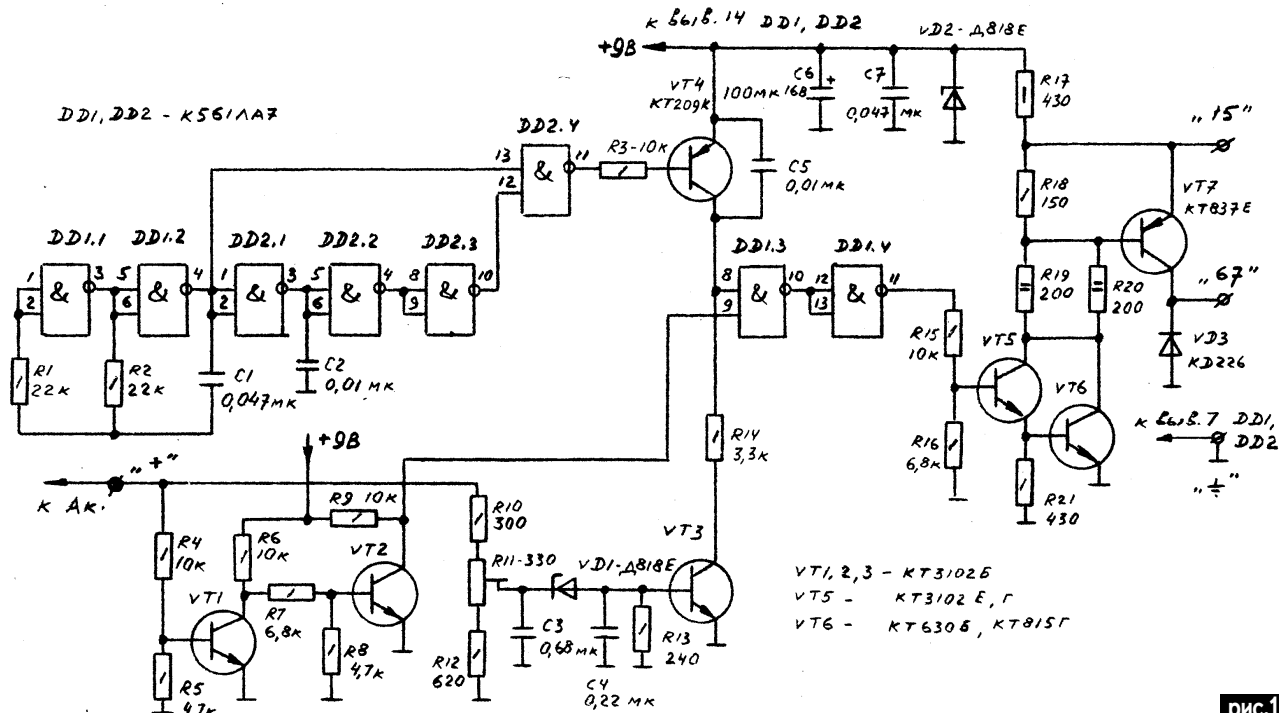 к выв. 14 DD1, DD2
+9В
VD2-Д818Е
VT4
КТ209К
100мк 16В
C6
+
C7
0,047 мк
R17
430
"15"
DD1, DD2 - К561ЛА7
DD2.4
13
12
&
11
R3-10к
C5
0,01мк
R18
150
VT7
КТ837Е
DD1.1
DD1.2
DD2.1
DD2.2
DD2.3
DD1.3
DD1.4
1
2
&
3
5
6
&
4
1
2
&
3
5
6
&
4
8
9
&
10
8
9
&
10
12
13
&
11
R19
200
R20
200
"67"
R1
22к
R2
22к
C1
0,047мк
C2
0,01мк
R15
10к
VT5
VD3
KD226
VT6
R14
3,3к
R16
6,8к
к выв. 7 DD1,
DD2
"⏚"
R21
430
+9В
"+"
к Ак.
R9 10к
R4
10к
R6
10к
VT2
R10
300
VT3
R11-330
VD1-Д818Е
VT1
R7
6,8к
R8
4,7к
R12
620
C3
0,68мк
C4
0,22 мк
R13
240
R5
4,7к
VT1,2,3 - КТ3102Б
VT5 - КТ3102 Е, Г
VT6 - КТ630Б, КТ815Г
рис.1